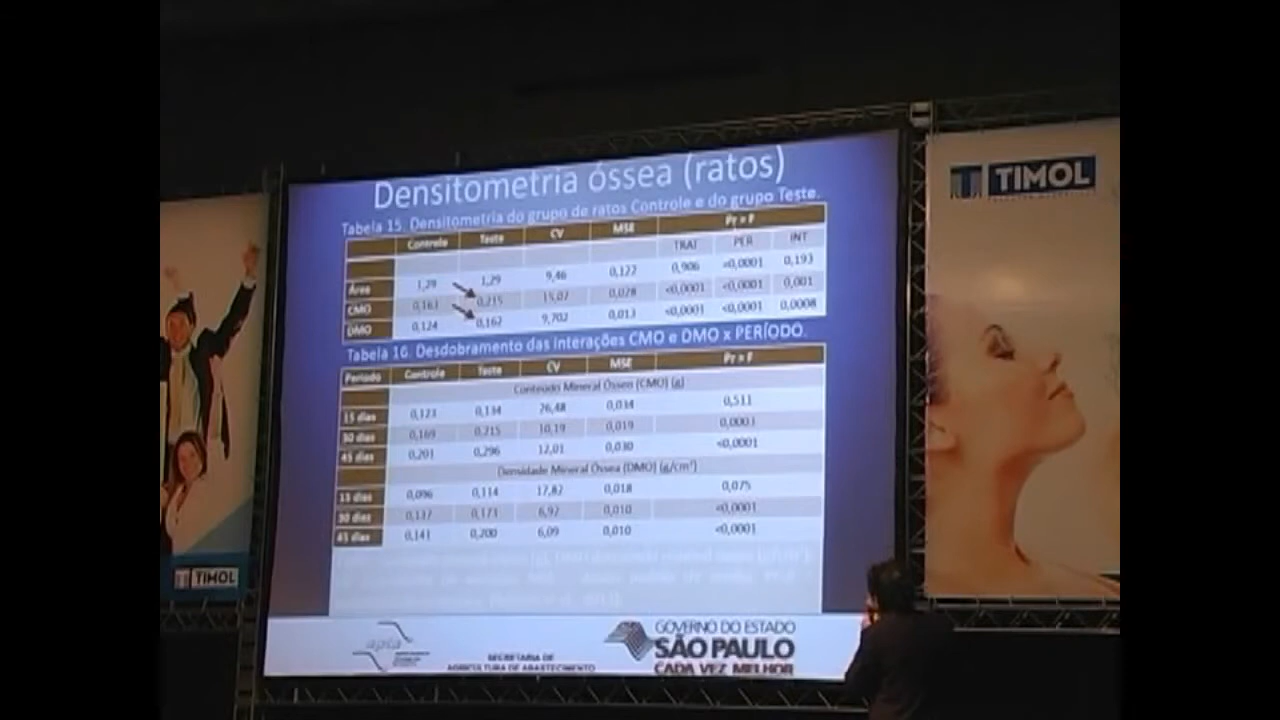 TIMOL
Densitometria óssea (ratos)
Tabela 15. Densitometria do grupo de ratos Controle e do grupo Teste.
Controle Teste CV MSE Pr > F
TRAT PER INT
Área 1,29 1,29 9,46 0,122 0,906 <0,0001 0,193
CMO 0,163 0,215 15,07 0,028 <0,0001 <0,0001 0,001
DMO 0,124 0,162 9,702 0,013 <0,0001 <0,0001 0,0008
Tabela 16. Desdobramento das interações CMO e DMO x PERÍODO.
Período Controle Teste CV MSE Pr > F
Conteúdo Mineral Ósseo (CMO) (g)
15 dias 0,123 0,134 26,48 0,034 0,511
30 dias 0,169 0,215 10,19 0,019 0,0003
45 dias 0,201 0,296 12,01 0,030 <0,0001
Densidade Mineral Óssea (DMO) (g/cm²)
15 dias 0,096 0,114 17,82 0,018 0,075
30 dias 0,137 0,173 6,92 0,010 <0,0001
45 dias 0,141 0,200 6,09 0,010 <0,0001
TIMOL
apta
SECRETARIA DE
AGRICULTURA DE ABASTECIMENTO
GOVERNO DO ESTADO
SÃO PAULO
CADA VEZ MELHOR